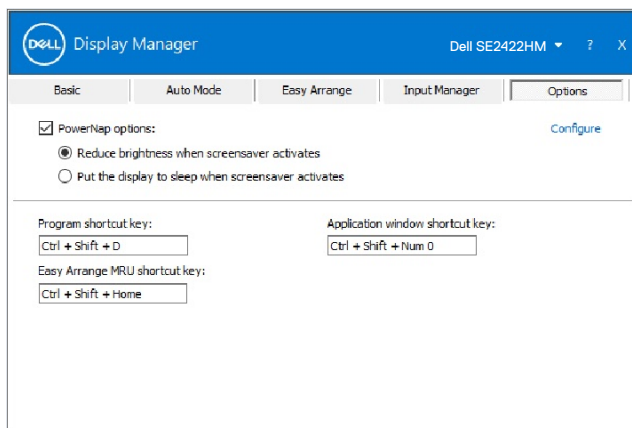 DELL Display Manager
Dell SE2422HM ? X
Basic Auto Mode Easy Arrange Input Manager Options
PowerNap options: Configure
Reduce brightness when screensaver activates
Put the display to sleep when screensaver activates
Program shortcut key: Application window shortcut key:
Ctrl + Shift + D Ctrl + Shift + Num 0
Easy Arrange MRU shortcut key:
Ctrl + Shift + Home